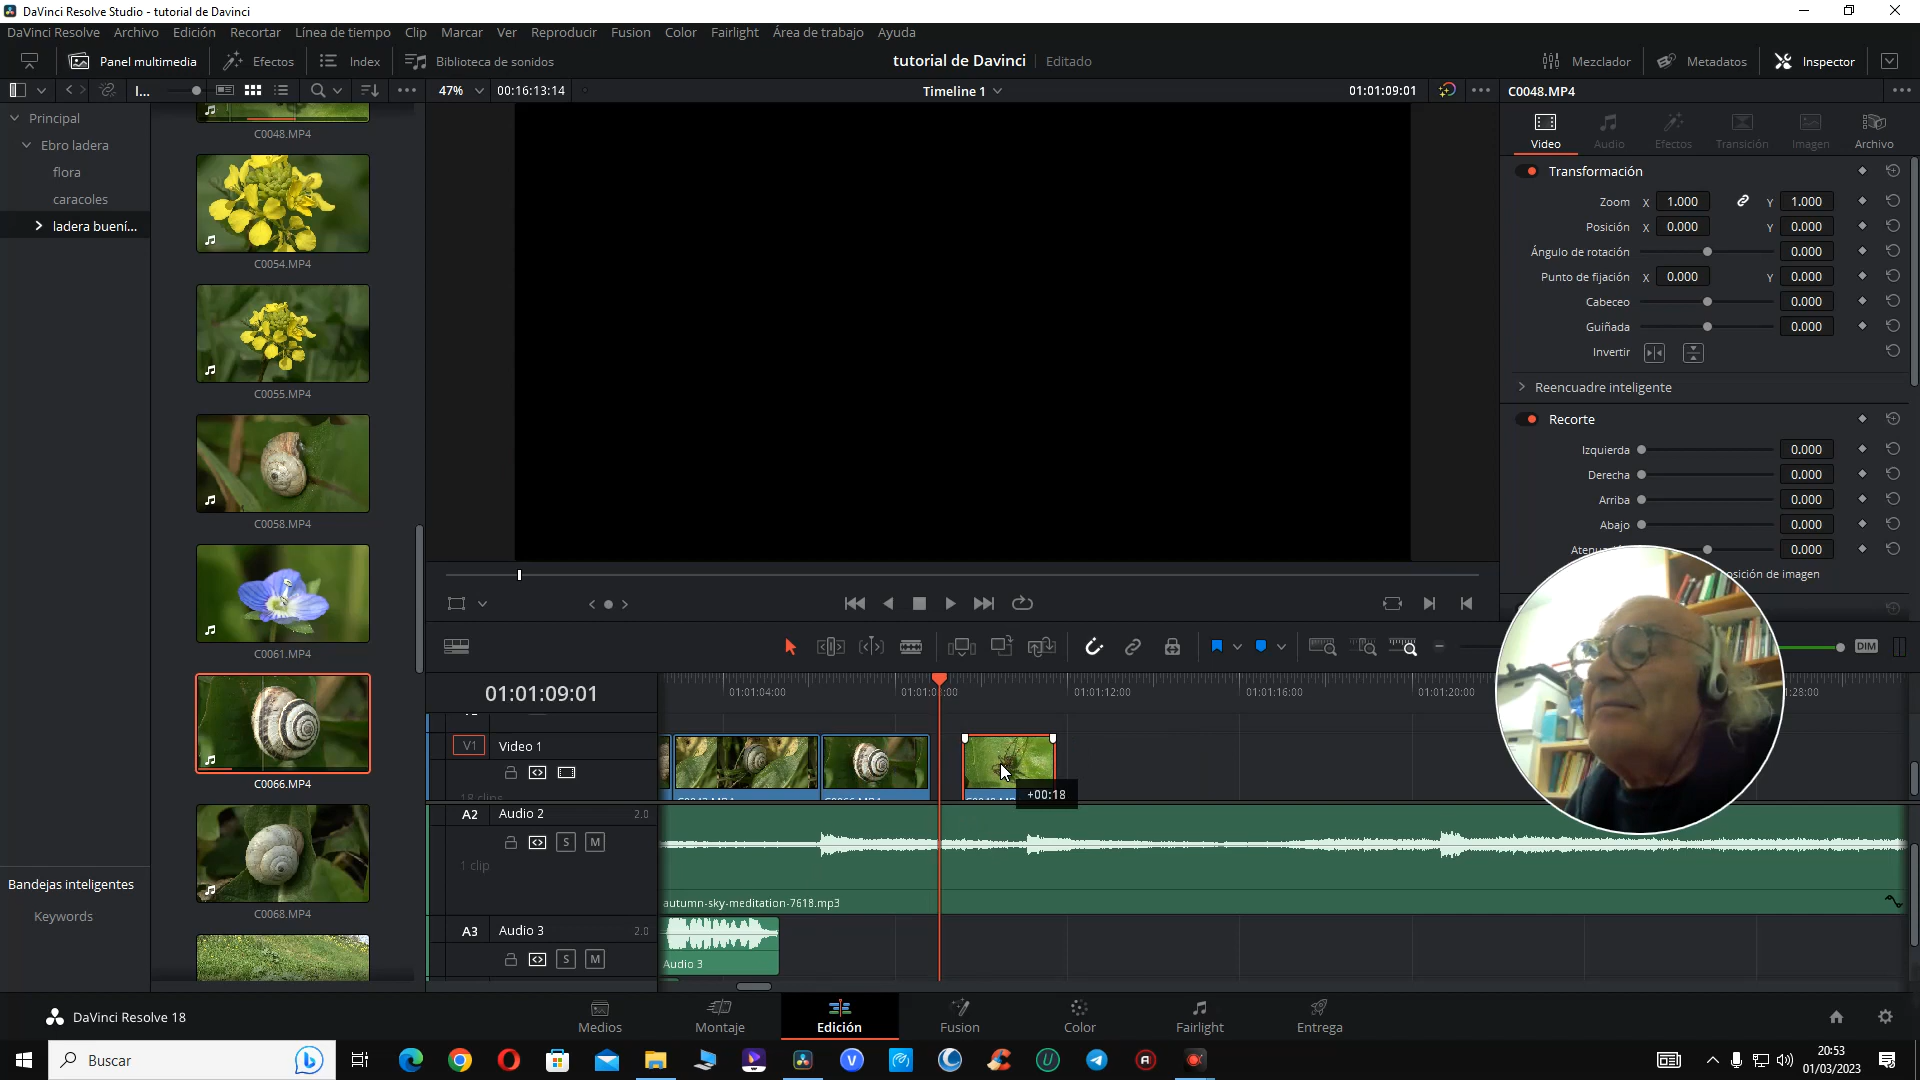 DaVinci Resolve Studio - tutorial de Davinci
DaVinci Resolve Archivo Edición Recortar Línea de tiempo Clip Marcar Ver Reproducir Fusion Color Fairlight Área de trabajo Ayuda
Panel multimedia Efectos Index Biblioteca de sonidos tutorial de Davinci Editado Mezclador Metadatos Inspector
I... 47% 00:16:13:14 Timeline 1 01:01:09:01 C0048.MP4
Video Audio Efectos Transición Imagen Archivo
Principal
Ebro ladera
flora
caracoles
ladera buení...
C0048.MP4
C0054.MP4
C0055.MP4
C0058.MP4
C0061.MP4
C0066.MP4
C0068.MP4
Bandejas inteligentes
Keywords
Transformación
Zoom X 1.000 Y 1.000
Posición X 0.000 Y 0.000
Ángulo de rotación 0.000
Punto de fijación X 0.000 Y 0.000
Cabeceo 0.000
Guiñada 0.000
Invertir
Reencuadre inteligente
Recorte
Izquierda 0.000
Derecha 0.000
Arriba 0.000
Abajo 0.000
0.000
DIM
01:01:09:01
01:01:04:00 01:01:12:00 01:01:16:00 01:01:20:00
V1 Video 1
18 clips
+00:18
A2 Audio 2 2.0
S M
1 clip
autumn-sky-meditation-7618.mp3
A3 Audio 3 2.0
S M
Audio 3
DaVinci Resolve 18
Medios Montaje Edición Fusion Color Fairlight Entrega
Buscar
20:53
01/03/2023